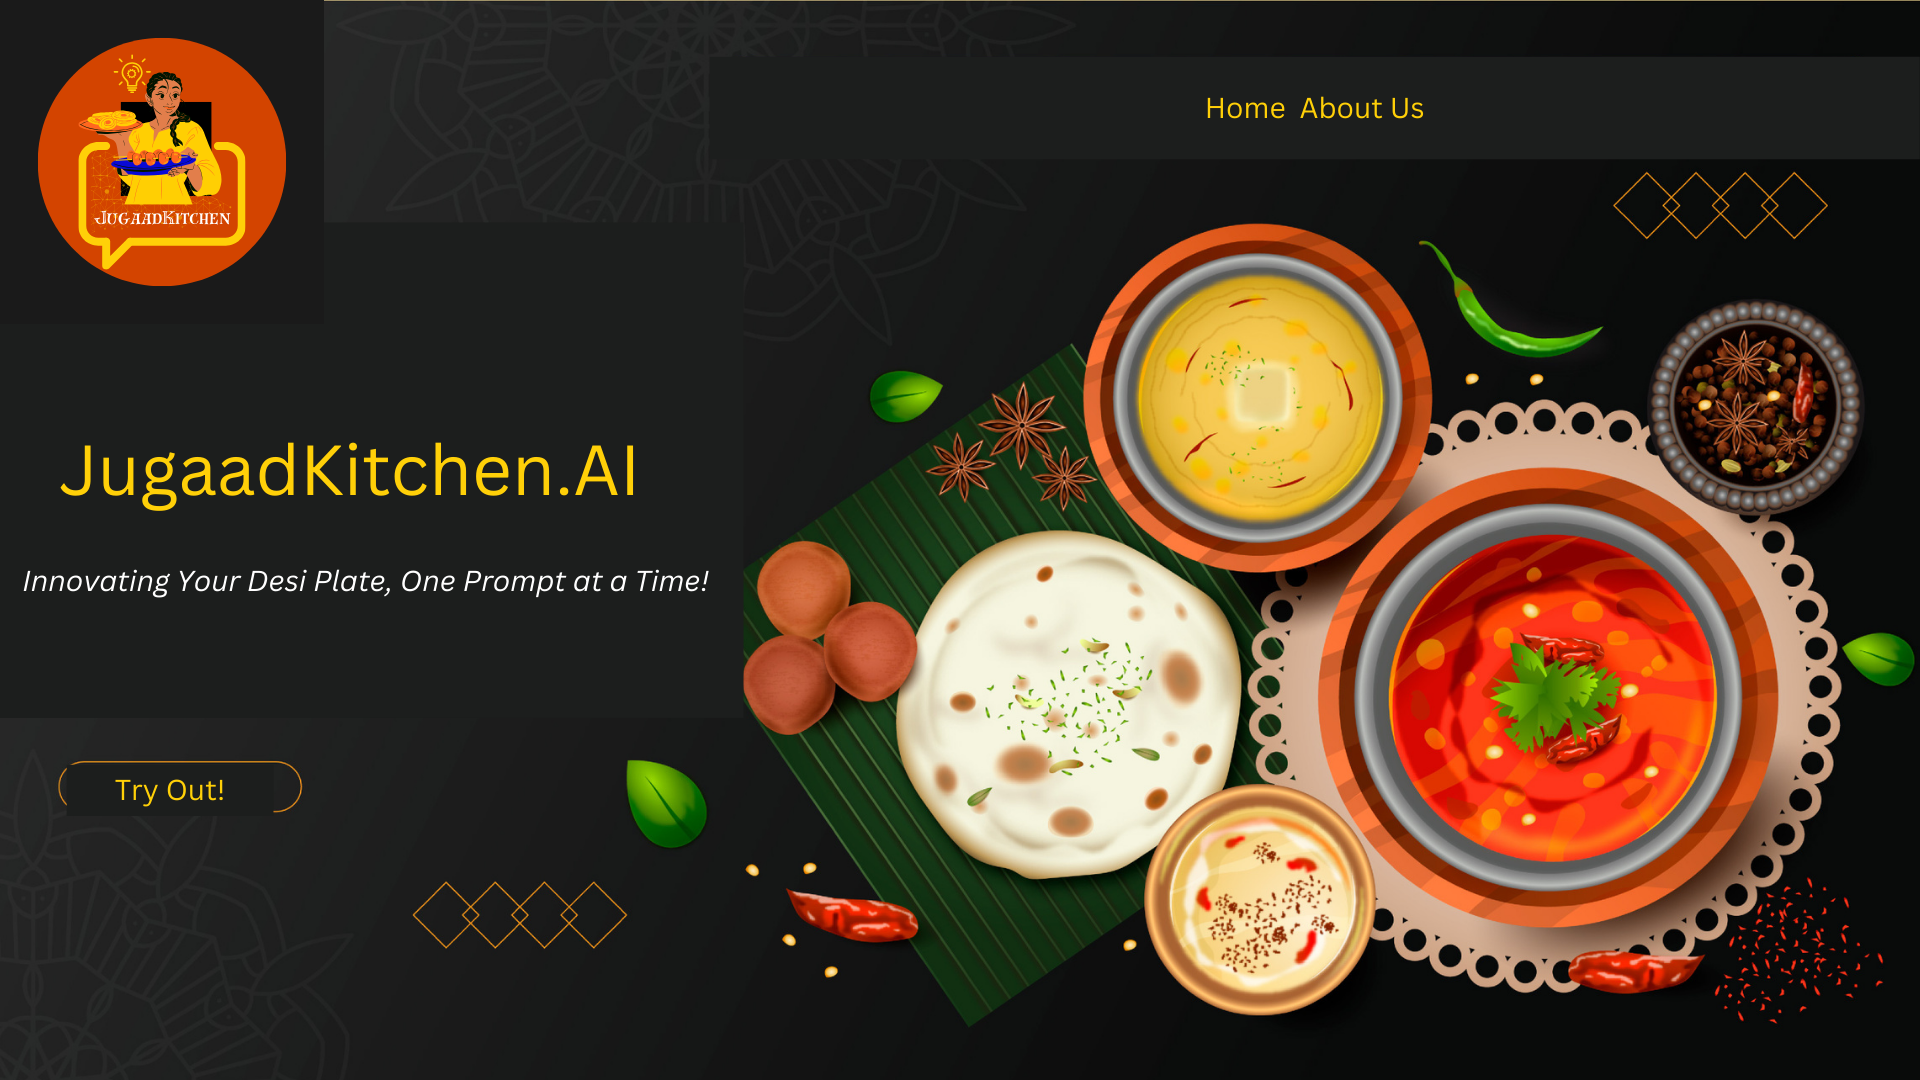 JUGAADKITCHEN
Home About Us
JugaadKitchen.AI
Innovating Your Desi Plate, One Prompt at a Time!
Try Out!